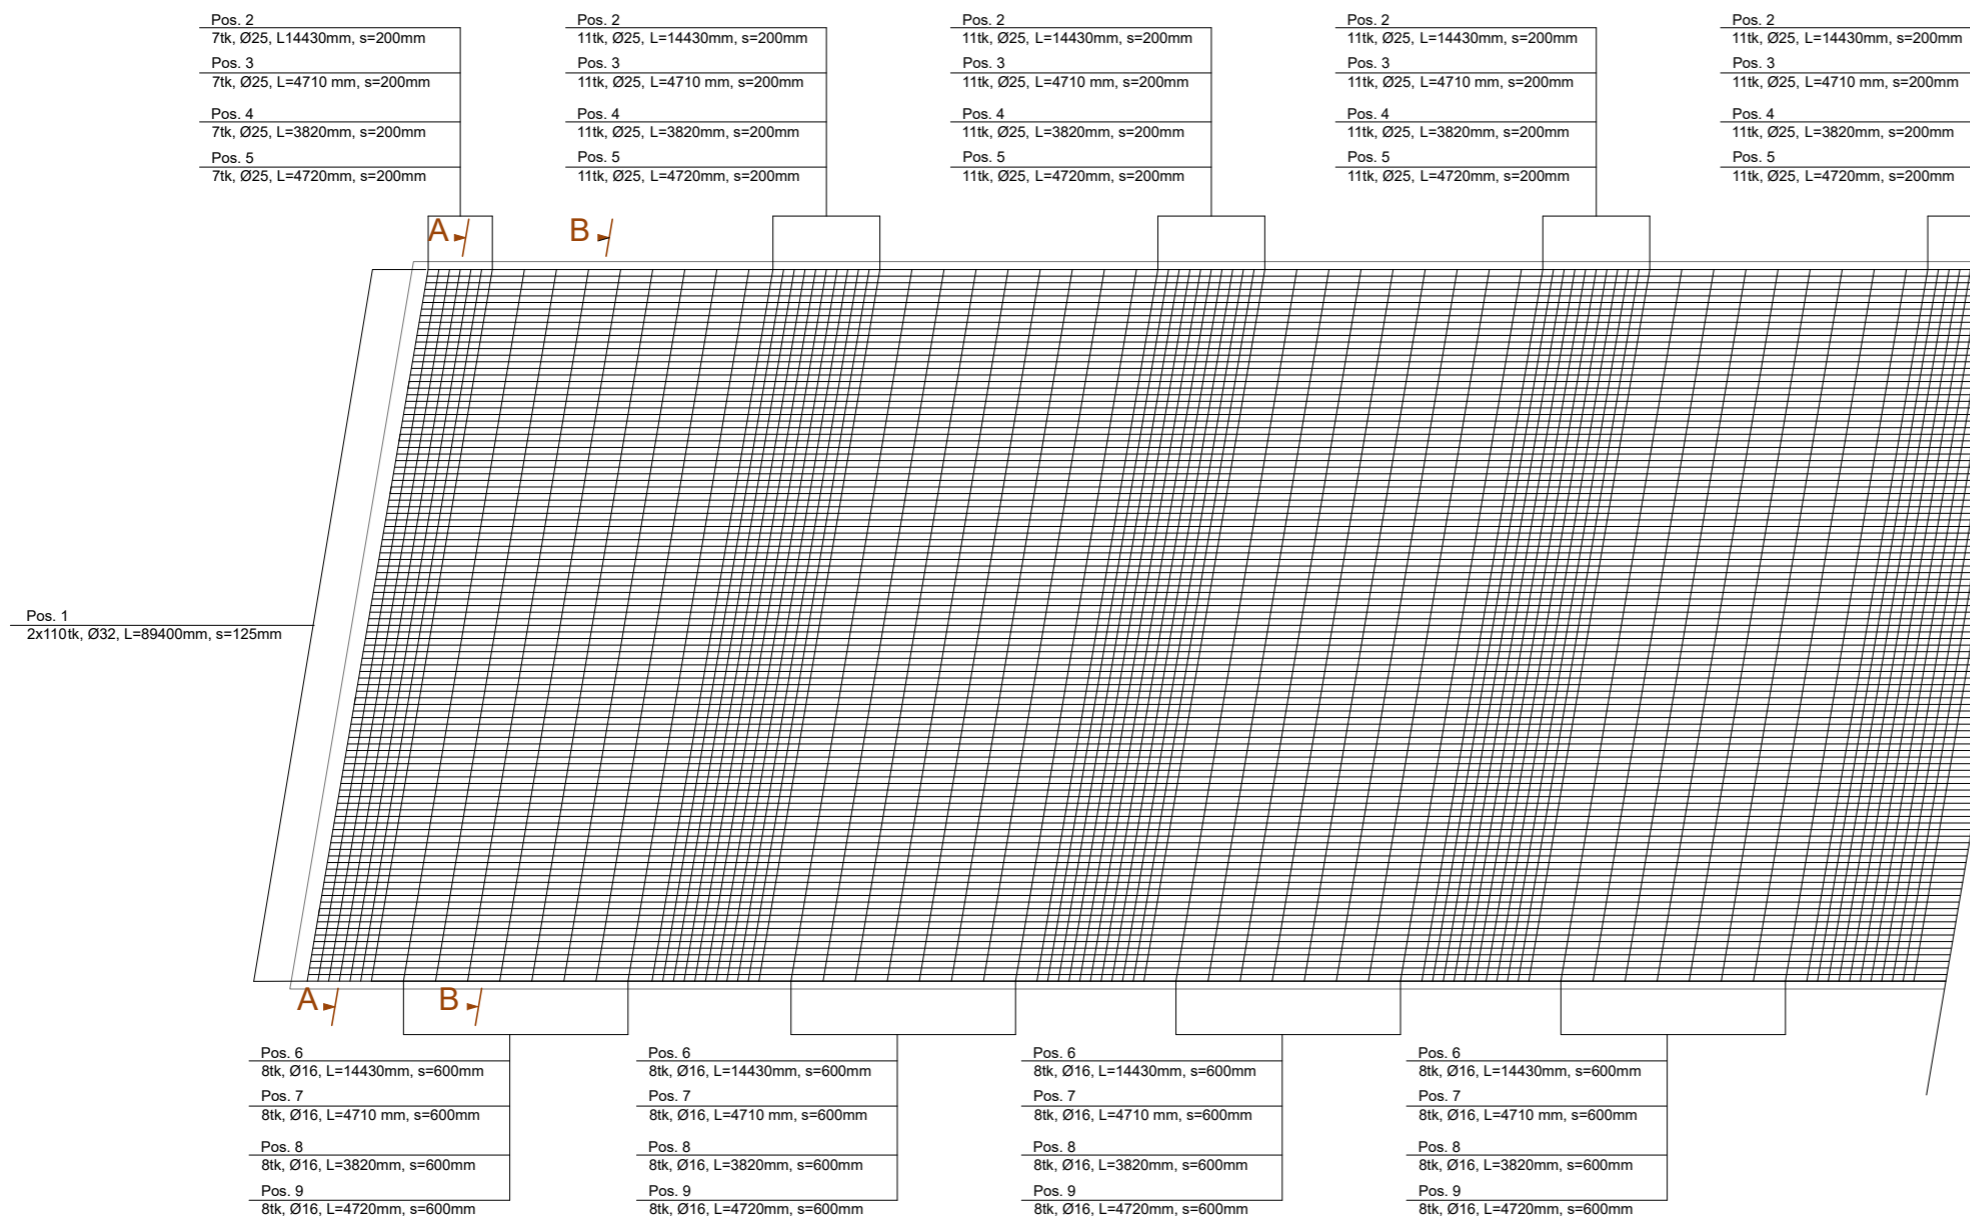 Pos. 2
7tk, Ø25, L14430mm, s=200mm
Pos. 3
7tk, Ø25, L=4710 mm, s=200mm
Pos. 4
7tk, Ø25, L=3820mm, s=200mm
Pos. 5
7tk, Ø25, L=4720mm, s=200mm
Pos. 2
11tk, Ø25, L=14430mm, s=200mm
Pos. 3
11tk, Ø25, L=4710 mm, s=200mm
Pos. 4
11tk, Ø25, L=3820mm, s=200mm
Pos. 5
11tk, Ø25, L=4720mm, s=200mm
Pos. 2
11tk, Ø25, L=14430mm, s=200mm
Pos. 3
11tk, Ø25, L=4710 mm, s=200mm
Pos. 4
11tk, Ø25, L=3820mm, s=200mm
Pos. 5
11tk, Ø25, L=4720mm, s=200mm
Pos. 2
11tk, Ø25, L=14430mm, s=200mm
Pos. 3
11tk, Ø25, L=4710 mm, s=200mm
Pos. 4
11tk, Ø25, L=3820mm, s=200mm
Pos. 5
11tk, Ø25, L=4720mm, s=200mm
Pos. 2
11tk, Ø25, L=14430mm, s=200mm
Pos. 3
11tk, Ø25, L=4710 mm, s=200mm
Pos. 4
11tk, Ø25, L=3820mm, s=200mm
Pos. 5
11tk, Ø25, L=4720mm, s=200mm
A
B
Pos. 1
2x110tk, Ø32, L=89400mm, s=125mm
A
B
Pos. 6
8tk, Ø16, L=14430mm, s=600mm
Pos. 7
8tk, Ø16, L=4710 mm, s=600mm
Pos. 8
8tk, Ø16, L=3820mm, s=600mm
Pos. 9
8tk, Ø16, L=4720mm, s=600mm
Pos. 6
8tk, Ø16, L=14430mm, s=600mm
Pos. 7
8tk, Ø16, L=4710 mm, s=600mm
Pos. 8
8tk, Ø16, L=3820mm, s=600mm
Pos. 9
8tk, Ø16, L=4720mm, s=600mm
Pos. 6
8tk, Ø16, L=14430mm, s=600mm
Pos. 7
8tk, Ø16, L=4710 mm, s=600mm
Pos. 8
8tk, Ø16, L=3820mm, s=600mm
Pos. 9
8tk, Ø16, L=4720mm, s=600mm
Pos. 6
8tk, Ø16, L=14430mm, s=600mm
Pos. 7
8tk, Ø16, L=4710 mm, s=600mm
Pos. 8
8tk, Ø16, L=3820mm, s=600mm
Pos. 9
8tk, Ø16, L=4720mm, s=600mm